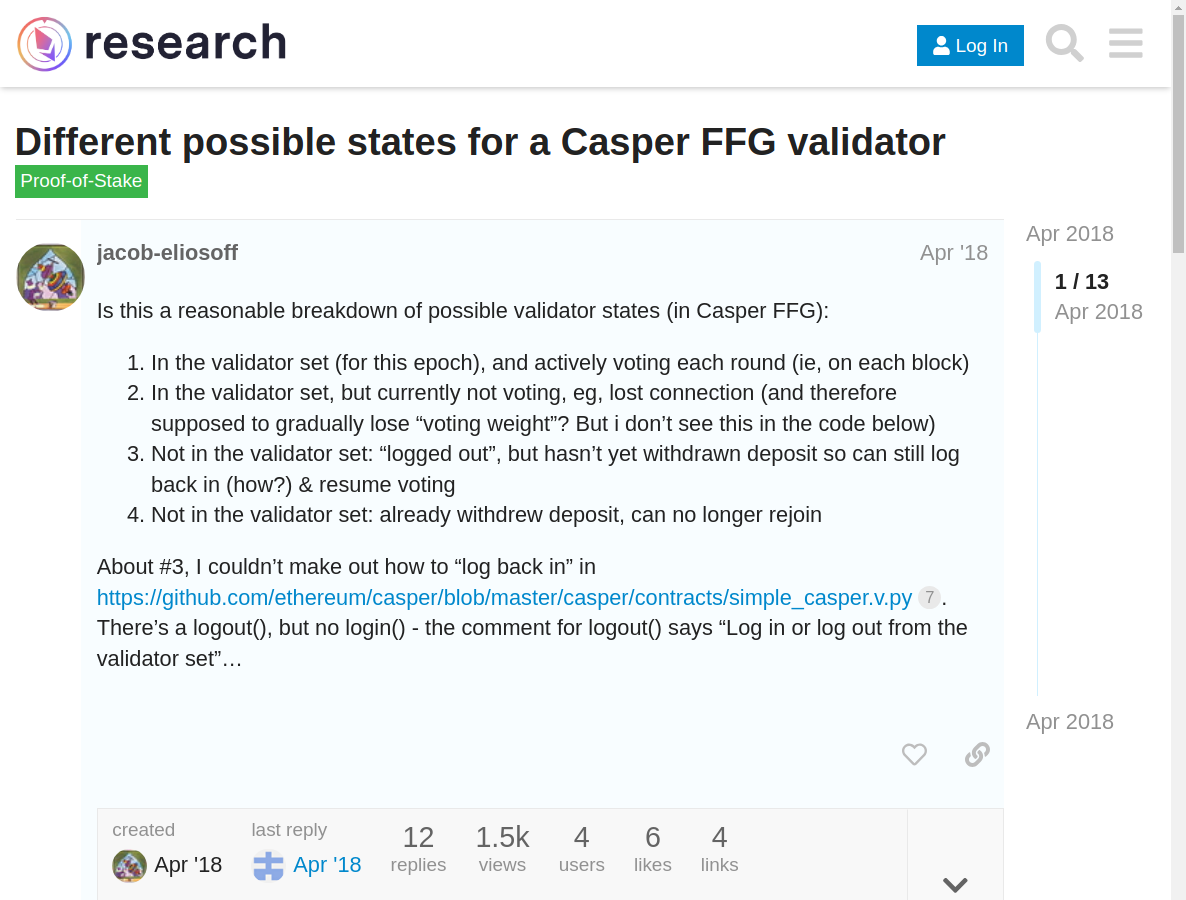 research
Log In
Different possible states for a Casper FFG validator
Proof-of-Stake
jacob-eliosoff
Apr '18
Is this a reasonable breakdown of possible validator states (in Casper FFG):
1. In the validator set (for this epoch), and actively voting each round (ie, on each block)
2. In the validator set, but currently not voting, eg, lost connection (and therefore
supposed to gradually lose “voting weight”? But i don’t see this in the code below)
3. Not in the validator set: “logged out”, but hasn’t yet withdrawn deposit so can still log
back in (how?) & resume voting
4. Not in the validator set: already withdrew deposit, can no longer rejoin
About #3, I couldn’t make out how to “log back in” in
https://github.com/ethereum/casper/blob/master/casper/contracts/simple_casper.v.py 7 .
There’s a logout(), but no login() - the comment for logout() says “Log in or log out from the
validator set”…
created
Apr '18
last reply
Apr '18
12
replies
1.5k
views
4
users
6
likes
4
links
Apr 2018
1 / 13
Apr 2018
Apr 2018